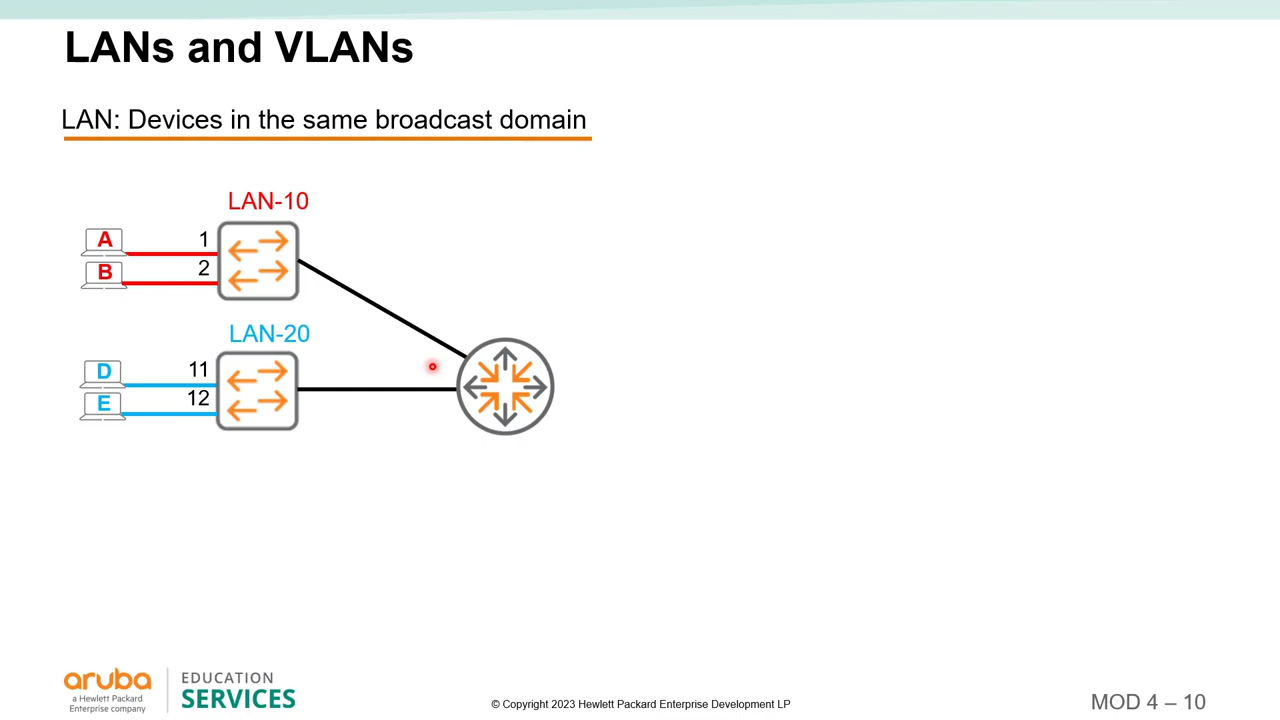 LANs and VLANs
LAN: Devices in the same broadcast domain
LAN-10
A
1
B
2
LAN-20
D
11
E
12
aruba
a Hewlett Packard
Enterprise company
EDUCATION
SERVICES
© Copyright 2023 Hewlett Packard Enterprise Development LP
MOD 4 – 10